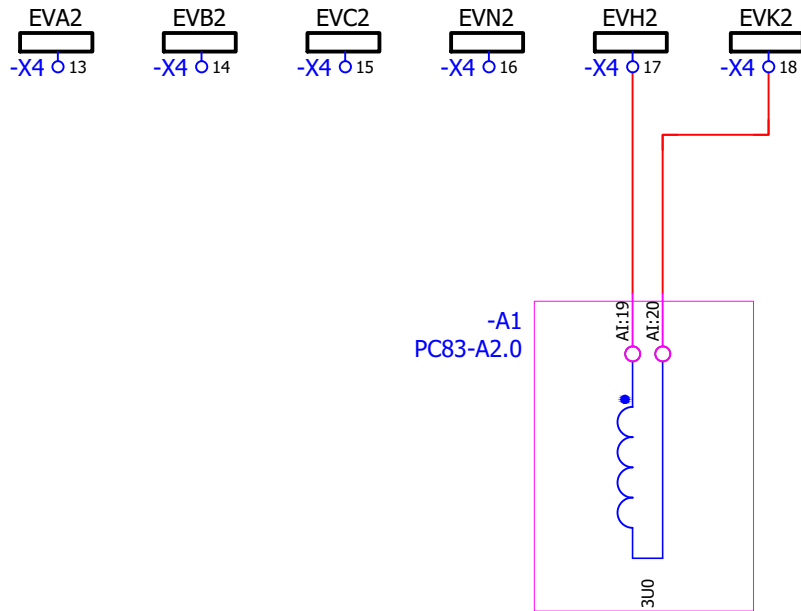 EVA2 EVB2 EVC2 EVN2 EVH2 EVK2
-X4 13 -X4 14 -X4 15 -X4 16 -X4 17 -X4 18
AI:19 AI:20
-A1
PC83-A2.0
3U0